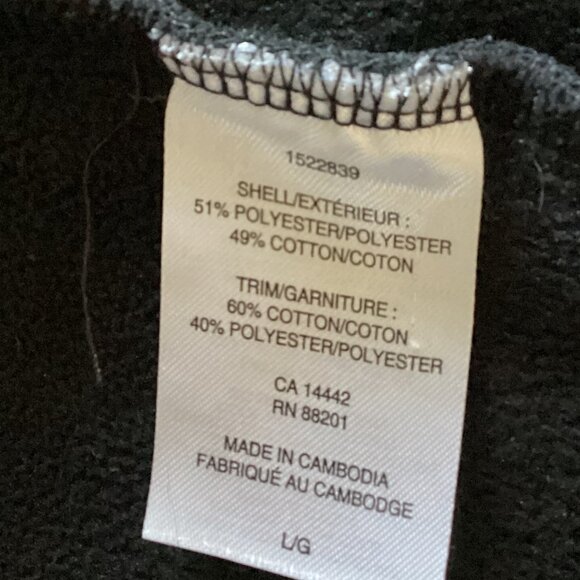 1522839
SHELL/EXTÉRIEUR :
51% POLYESTER/POLYESTER
49% COTTON/COTON
TRIM/GARNITURE :
60% COTTON/COTON
40% POLYESTER/POLYESTER
CA 14442
RN 88201
MADE IN CAMBODIA
FABRIQUÉ AU CAMBODGE
L/G